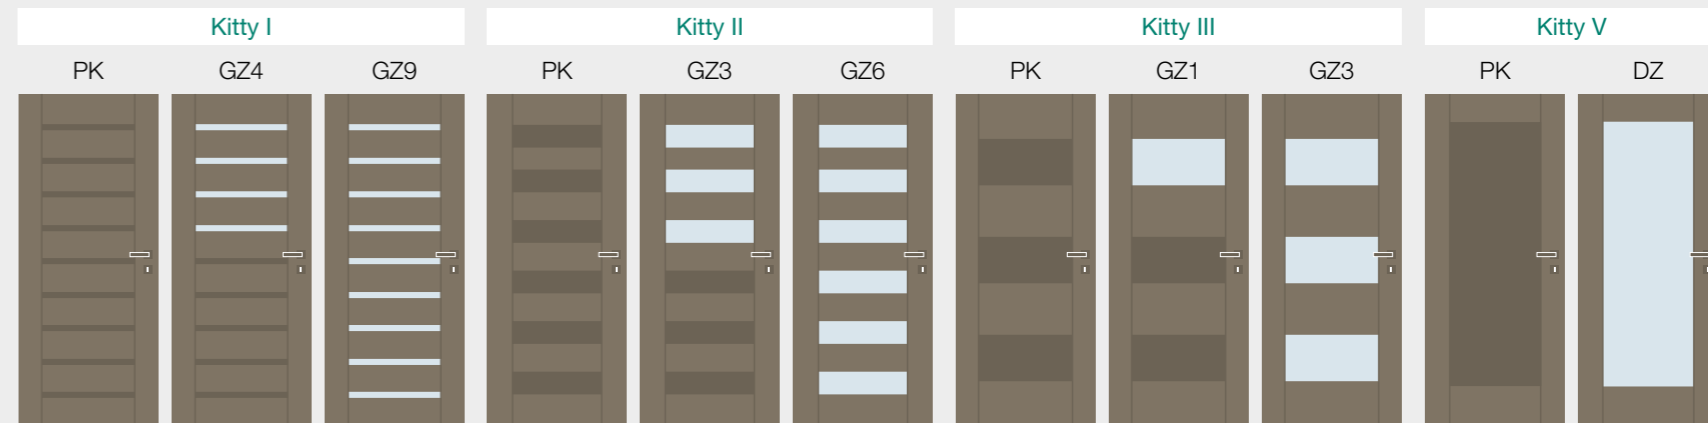 Kitty I
Kitty II
Kitty III
Kitty V
PK
GZ4
GZ9
PK
GZ3
GZ6
PK
GZ1
GZ3
PK
DZ